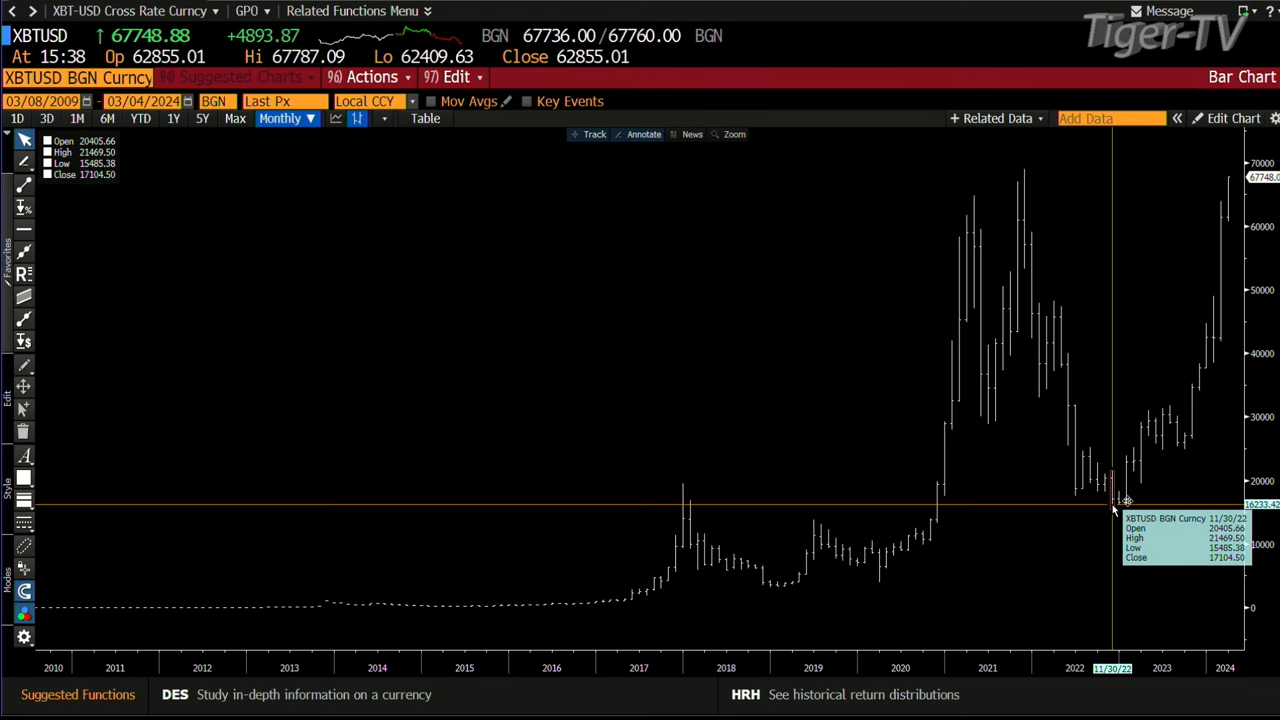 XBT-USD Cross Rate Curncy GPO Related Functions Menu Message ?
Tiger-TV
XBTUSD ↑ 67748.88 +4893.87 BGN 67736.00/67760.00 BGN
At 15:38 Op 62855.01 Hi 67787.09 Lo 62409.63 Close 62855.01
XBTUSD BGN Curncy 94) Suggested Charts 96) Actions 97) Edit Bar Chart
03/08/2009 - 03/04/2024 BGN Last Px Local CCY Mov Avgs Key Events
1D 3D 1M 6M YTD 1Y 5Y Max Monthly ▼ Table + Related Data Add Data « Edit Chart
Track Annotate News Zoom
Open 20405.66
High 21469.50
Low 15485.38
Close 17104.50
70000
67748.0
60000
50000
40000
30000
20000
16233.42
10000
0
Favorites
Edit
Style
Modes
XBTUSD BGN Curncy 11/30/22
Open 20405.66
High 21469.50
Low 15485.38
Close 17104.50
2010 2011 2012 2013 2014 2015 2016 2017 2018 2019 2020 2021 2022 11/30/22 2023 2024
Suggested Functions DES Study in-depth information on a currency HRH See historical return distributions